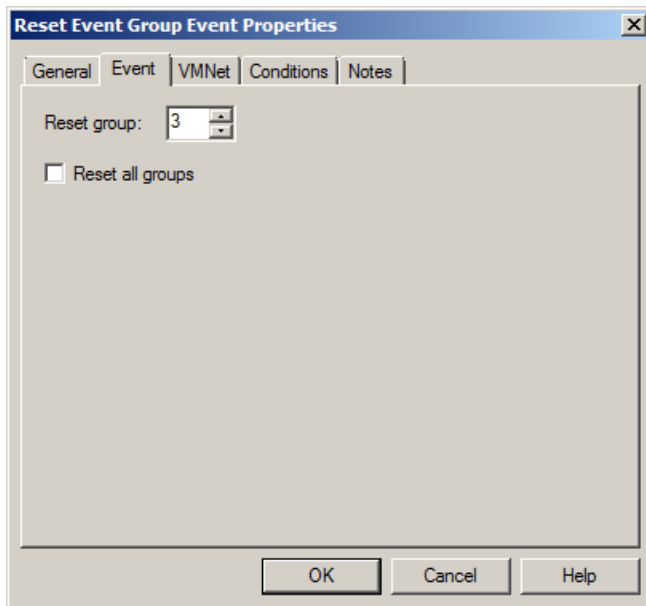 Reset Event Group Event Properties
General Event VMNet Conditions Notes
Reset group: 3
Reset all groups
OK Cancel Help